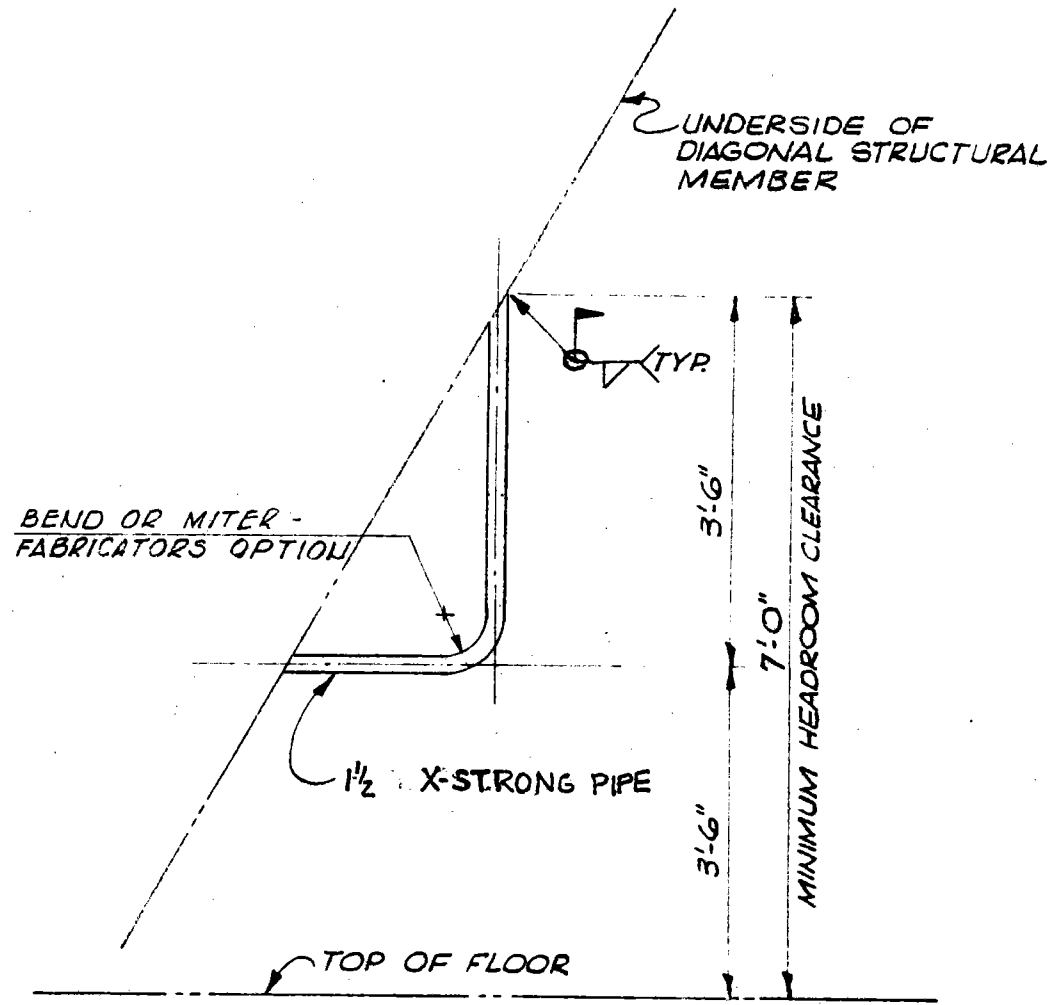 UNDERSIDE OF
DIAGONAL STRUCTURAL
MEMBER
TYP.
BEND OR MITER -
FABRICATORS OPTION
3'-6"
7'-0"
MINIMUM HEADROOM CLEARANCE
1½ X-STRONG PIPE
3'-6"
TOP OF FLOOR